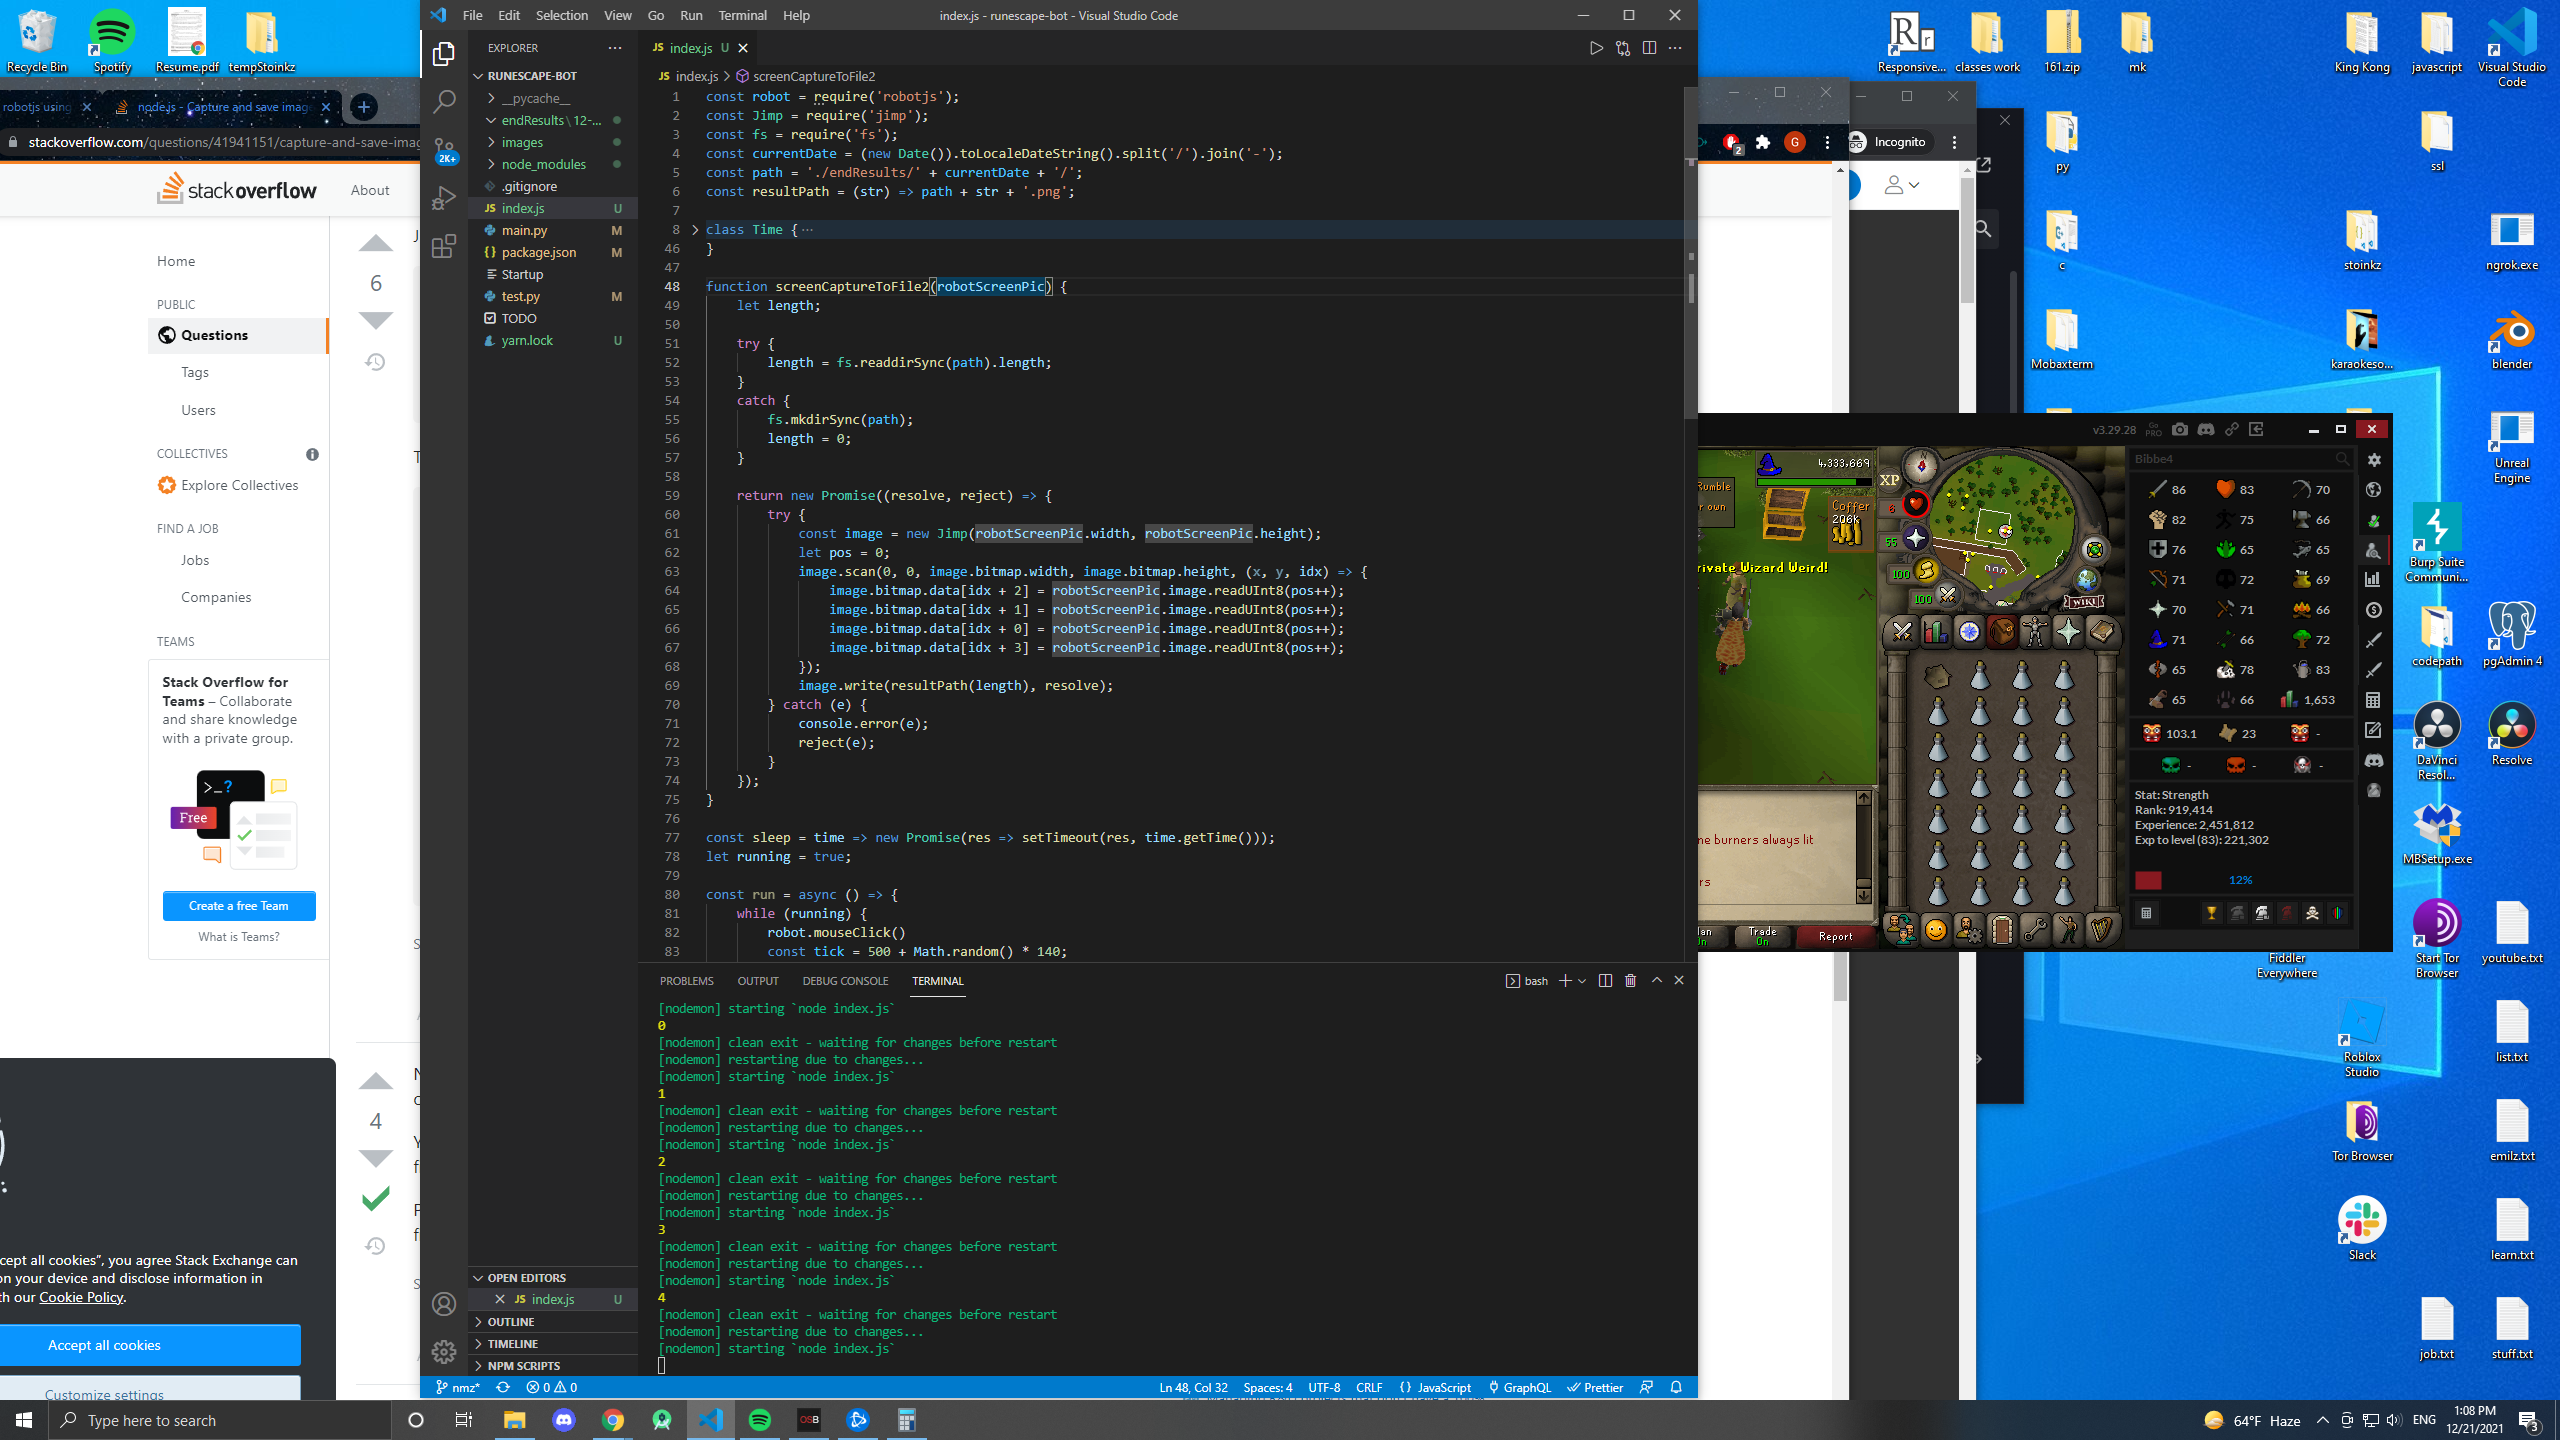 Recycle Bin
Spotify
Resume.pdf
tempStoinkz
robotjs using
node.js - Capture and save imag
stackoverflow.com/questions/41941151/capture-and-save-imag
stackoverflow
About
Home
PUBLIC
Questions
Tags
Users
COLLECTIVES
Explore Collectives
FIND A JOB
Jobs
Companies
TEAMS
Stack Overflow for
Teams – Collaborate
and share knowledge
with a private group.
Free
Create a free Team
What is Teams?
6
4
cept all cookies”, you agree Stack Exchange can
on your device and disclose information in
th our Cookie Policy.
Accept all cookies
Customize settings
File Edit Selection View Go Run Terminal Help
index.js - runescape-bot - Visual Studio Code
EXPLORER
RUNESCAPE-BOT
__pycache__
endResults \ 12-...
images
node_modules
.gitignore
index.js U
main.py M
package.json M
Startup
test.py M
TODO
yarn.lock U
2K+
OPEN EDITORS
index.js U
OUTLINE
TIMELINE
NPM SCRIPTS
index.js U
index.js > screenCaptureToFile2
1 const robot = require('robotjs');
2 const Jimp = require('jimp');
3 const fs = require('fs');
4 const currentDate = (new Date()).toLocaleDateString().split('/').join('-');
5 const path = './endResults/' + currentDate + '/';
6 const resultPath = (str) => path + str + '.png';
7
8 class Time {···
46 }
47
48 function screenCaptureToFile2(robotScreenPic) {
49 let length;
50
51 try {
52 length = fs.readdirSync(path).length;
53 }
54 catch {
55 fs.mkdirSync(path);
56 length = 0;
57 }
58
59 return new Promise((resolve, reject) => {
60 try {
61 const image = new Jimp(robotScreenPic.width, robotScreenPic.height);
62 let pos = 0;
63 image.scan(0, 0, image.bitmap.width, image.bitmap.height, (x, y, idx) => {
64 image.bitmap.data[idx + 2] = robotScreenPic.image.readUInt8(pos++);
65 image.bitmap.data[idx + 1] = robotScreenPic.image.readUInt8(pos++);
66 image.bitmap.data[idx + 0] = robotScreenPic.image.readUInt8(pos++);
67 image.bitmap.data[idx + 3] = robotScreenPic.image.readUInt8(pos++);
68 });
69 image.write(resultPath(length), resolve);
70 } catch (e) {
71 console.error(e);
72 reject(e);
73 }
74 });
75 }
76
77 const sleep = time => new Promise(res => setTimeout(res, time.getTime()));
78 let running = true;
79
80 const run = async () => {
81 while (running) {
82 robot.mouseClick()
83 const tick = 500 + Math.random() * 140;
PROBLEMS OUTPUT DEBUG CONSOLE TERMINAL
bash
[nodemon] starting `node index.js`
0
[nodemon] clean exit - waiting for changes before restart
[nodemon] restarting due to changes...
[nodemon] starting `node index.js`
1
[nodemon] clean exit - waiting for changes before restart
[nodemon] restarting due to changes...
[nodemon] starting `node index.js`
2
[nodemon] clean exit - waiting for changes before restart
[nodemon] restarting due to changes...
[nodemon] starting `node index.js`
3
[nodemon] clean exit - waiting for changes before restart
[nodemon] restarting due to changes...
[nodemon] starting `node index.js`
4
[nodemon] clean exit - waiting for changes before restart
[nodemon] restarting due to changes...
[nodemon] starting `node index.js`
nmz*
0 0
Ln 48, Col 32 Spaces: 4 UTF-8 CRLF JavaScript GraphQL Prettier
2
G
Incognito
v3.29.28
Go PRO
Rumble
r own
4,333,669
Coffer
206k
rivate Wizard Weird!
XP
6
55
100
100
WIKI
ne burners always lit
rs
lan
On
Trade
On
Report
Bibbe4
86 83 70
82 75 66
76 65 65
71 72 69
70 71 66
71 66 72
65 78 83
65 66 1,653
103.1 23 -
- - -
Stat: Strength
Rank: 919,414
Experience: 2,451,812
Exp to level (83): 221,302
12%
Responsive...
classes work
161.zip
mk
King Kong
javascript
Visual Studio
Code
py
ssl
c
stoinkz
ngrok.exe
Mobaxterm
karaokeso...
blender
Unreal
Engine
Burp Suite
Communi...
codepath
pgAdmin 4
DaVinci
Resol...
Resolve
MBSetup.exe
Fiddler
Everywhere
Start Tor
Browser
youtube.txt
Roblox
Studio
list.txt
Tor Browser
emilz.txt
Slack
learn.txt
job.txt
stuff.txt
Type here to search
OSB
64°F Haze
ENG
1:08 PM
12/21/2021
3